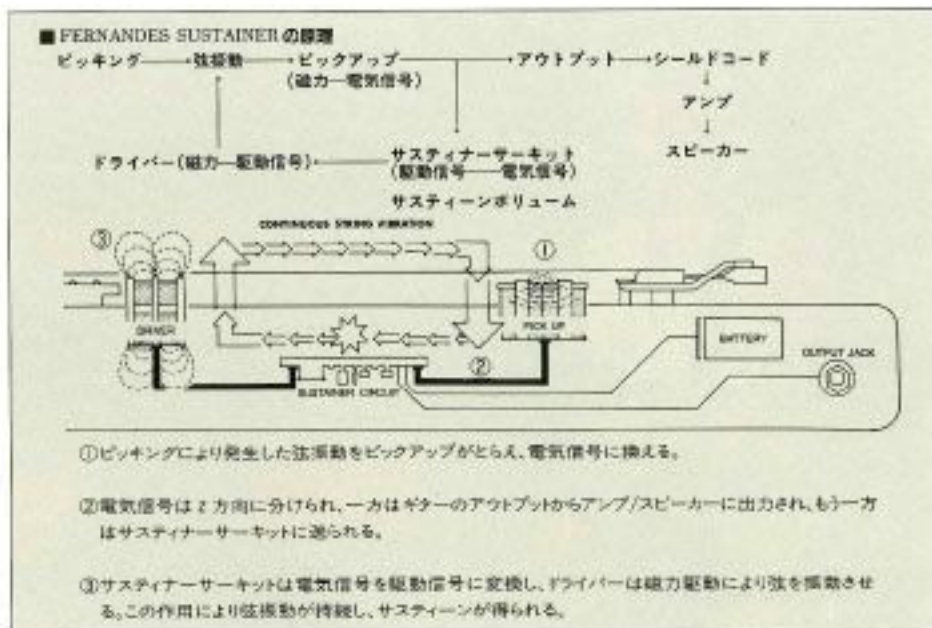 ■ FERNANDES SUSTAINERの原理
ピッキング 弦振動 ピックアップ アウトプット シールドコード
(磁力—電気信号)
アンプ
ドライバー(磁力—駆動信号) サスティナーサーキット スピーカー
(駆動信号—電気信号)
サスティーンボリューム
CONTINUOUS STRING VIBRATION
③ ①
DRIVER PICK UP BATTERY
② OUTPUT JACK
SUSTAINER CIRCUIT
①ピッキングにより発生した弦振動をピックアップがとらえ、電気信号に換える。
②電気信号は2方向に分けられ、一方はギターのアウトプットからアンプ/スピーカーに出力され、もう一方
はサスティナーサーキットに送られる。
③サスティナーサーキットは電気信号を駆動信号に変換し、ドライバーは磁力駆動により弦を振動させ
る。この作用により弦振動が持続し、サスティーンが得られる。